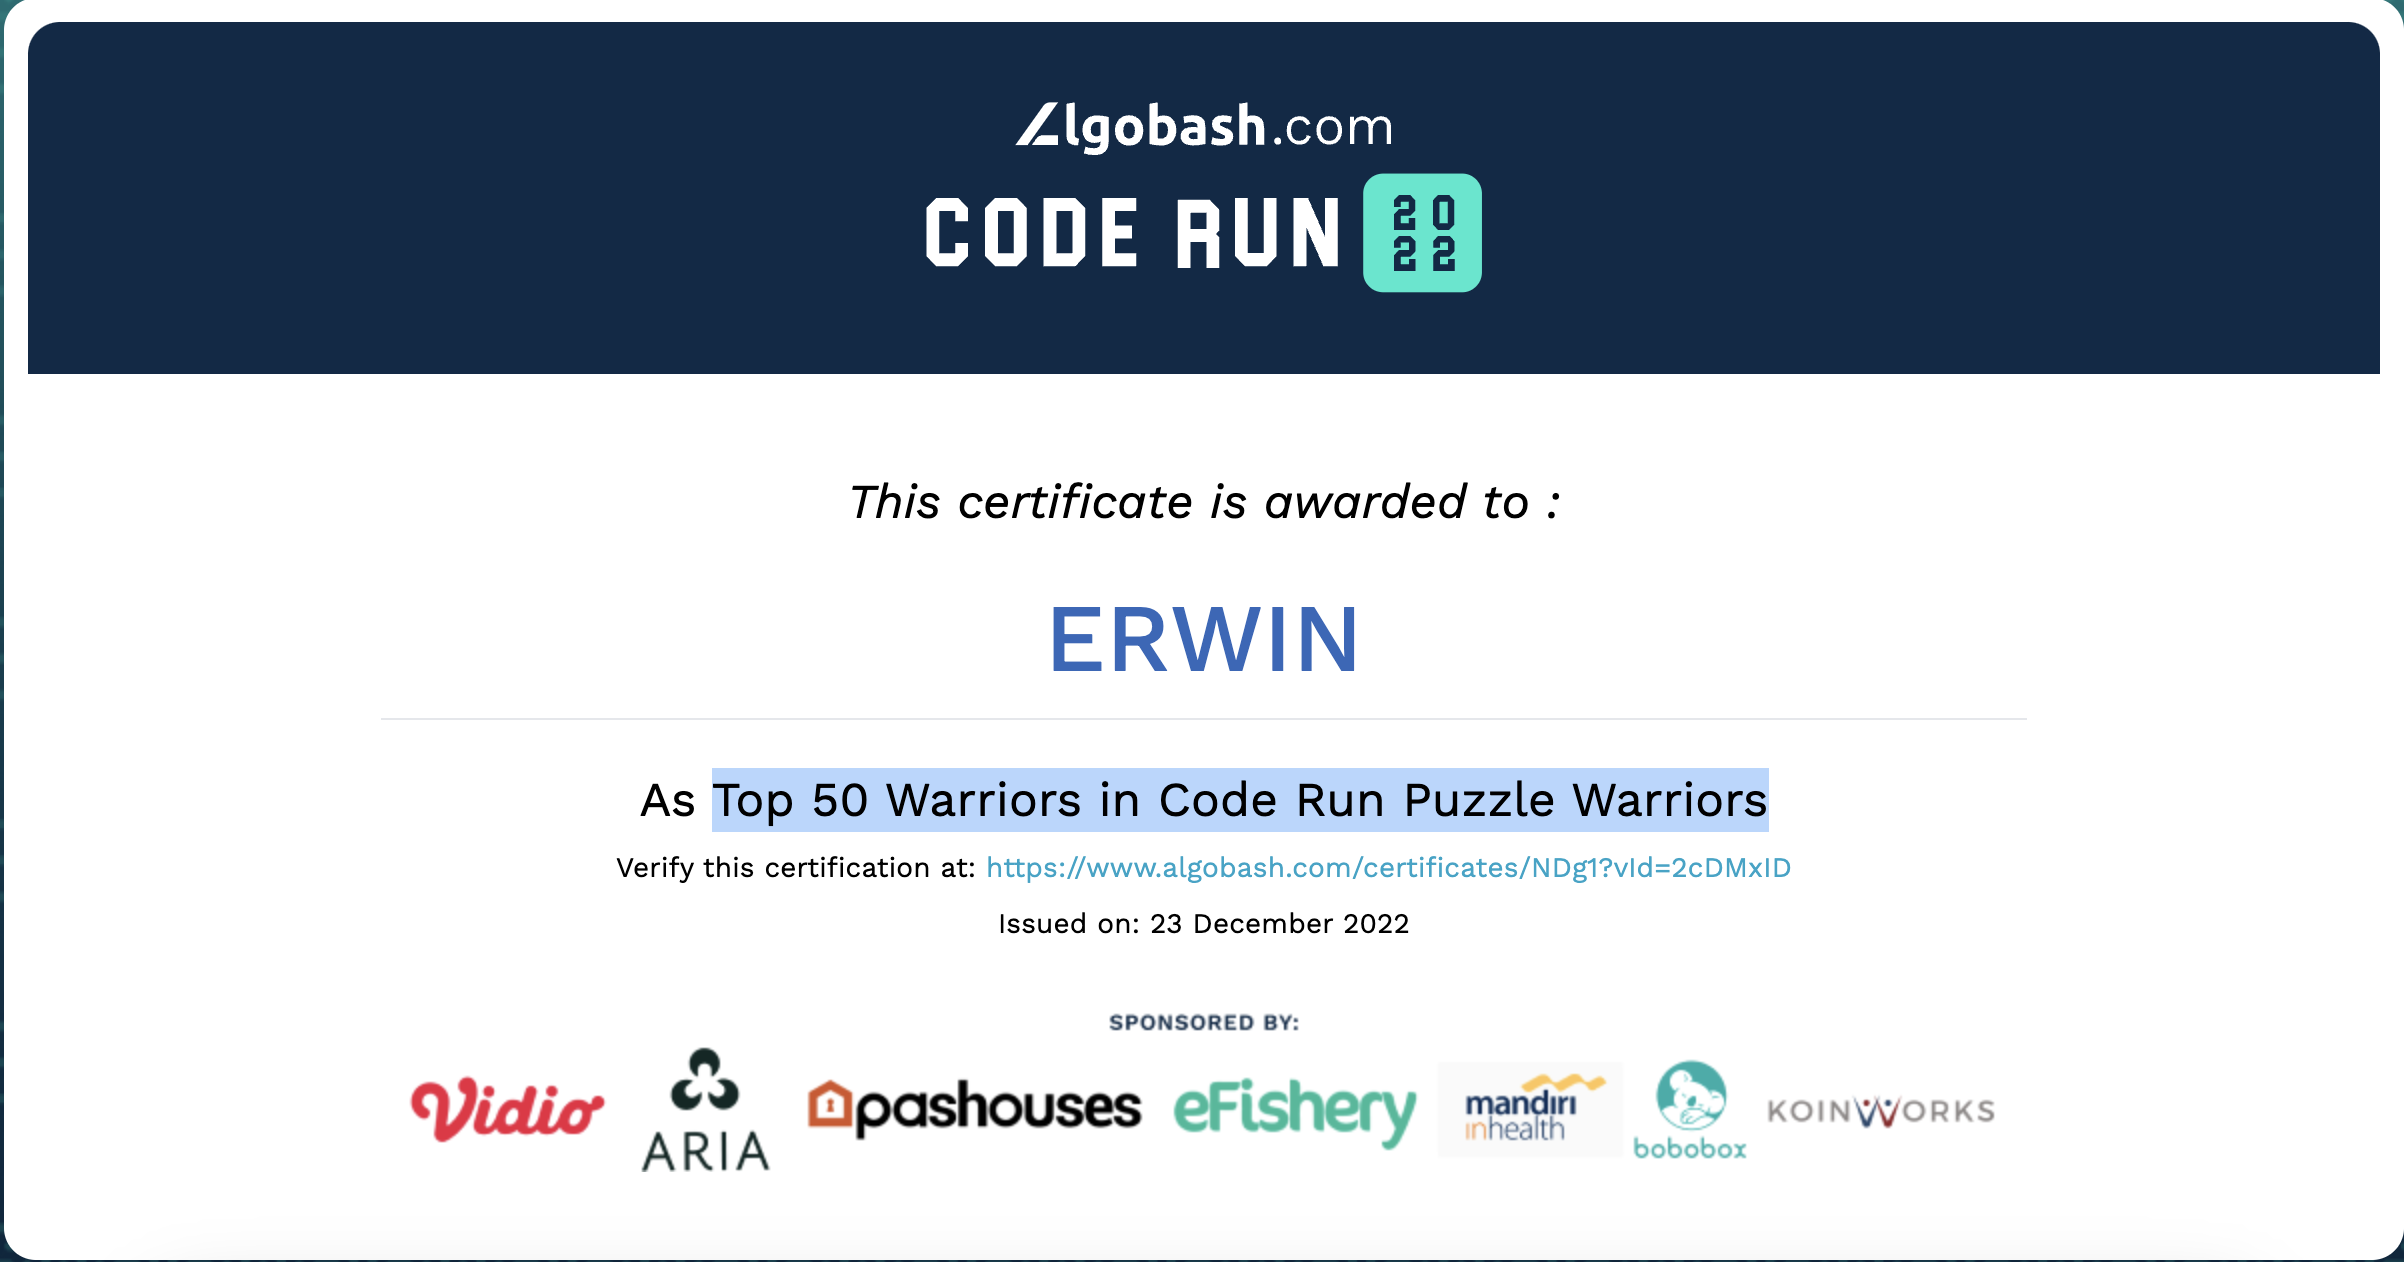 Algobash.com
CODE RUN 20
22
This certificate is awarded to :
ERWIN
As Top 50 Warriors in Code Run Puzzle Warriors
Verify this certification at: https://www.algobash.com/certificates/NDg1?vId=2cDMxID
Issued on: 23 December 2022
SPONSORED BY:
Vidio ARIA pashouses eFishery mandiri inhealth bobobox KOINWORKS